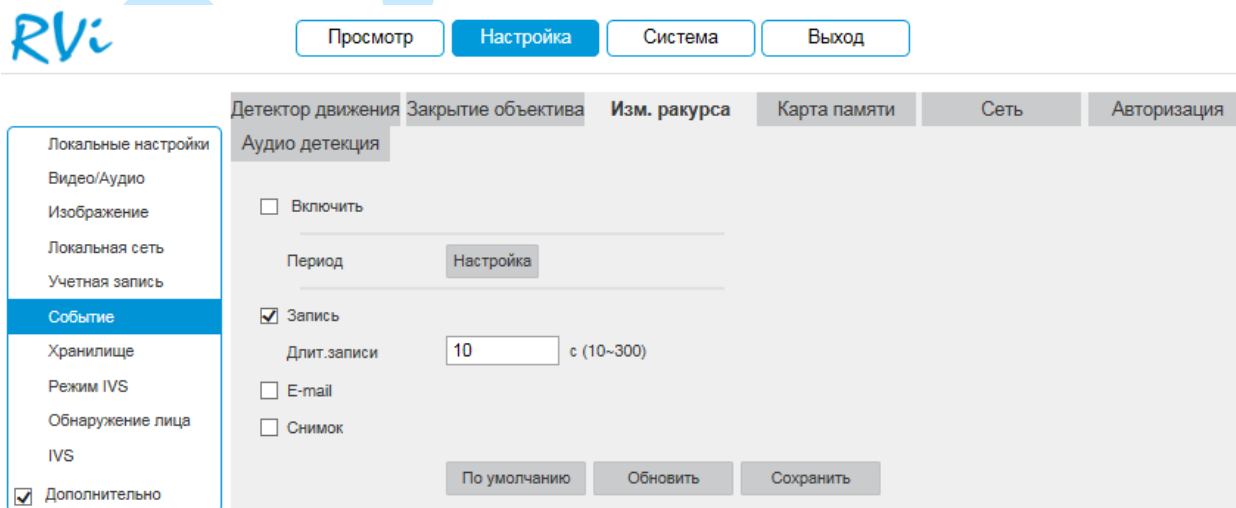 RVi
Просмотр Настройка Система Выход
Детектор движения Закрытие объектива Изм. ракурса Карта памяти Сеть Авторизация
Аудио детекция
Локальные настройки
Видео/Аудио
Изображение
Локальная сеть
Учетная запись
Событие
Хранилище
Режим IVS
Обнаружение лица
IVS
Дополнительно
Включить
Период Настройка
Запись
Длит.записи 10 с (10~300)
E-mail
Снимок
По умолчанию Обновить Сохранить